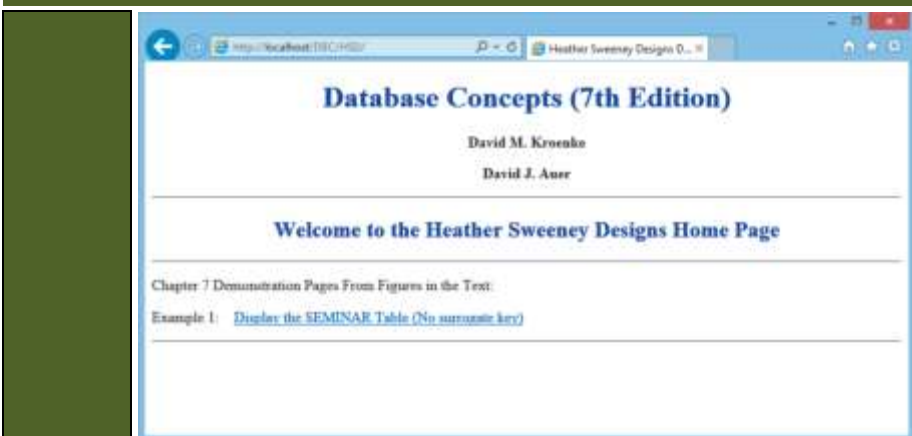 http://localhost/DBC/HSD/
Heather Sweeney Designs D...
Database Concepts (7th Edition)
David M. Kroenke
David J. Auer
Welcome to the Heather Sweeney Designs Home Page
Chapter 7 Demonstration Pages From Figures in the Text:
Example 1: Display the SEMINAR Table (No surrogate key)